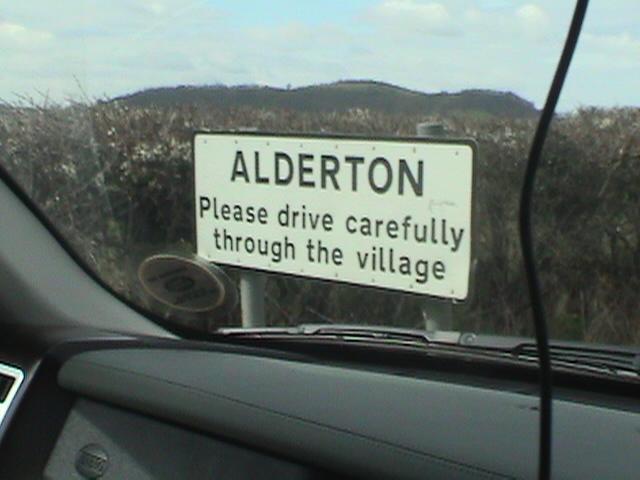 ALDERTON
Please drive carefully
through the village